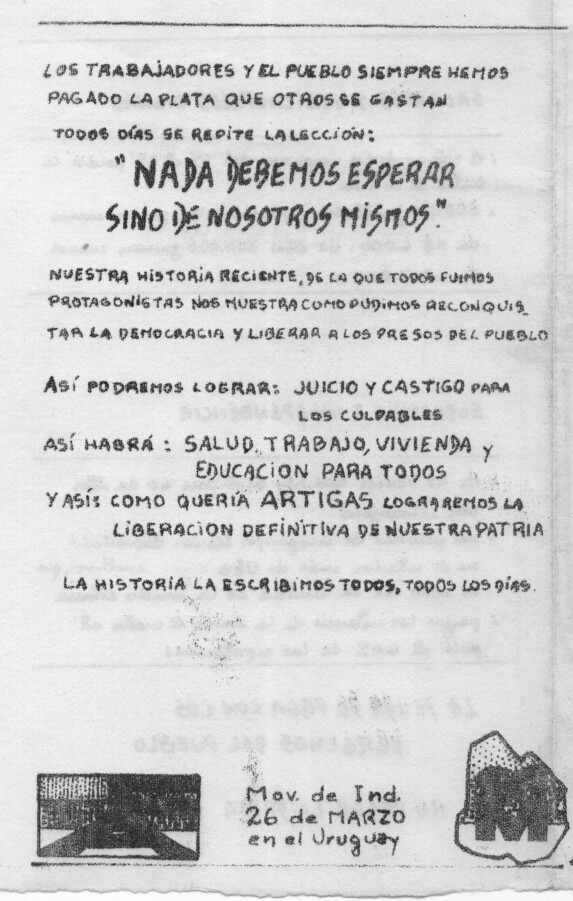 LOS TRABAJADORES Y EL PUEBLO SIEMPRE HEMOS
PAGADO LA PLATA QUE OTROS SE GASTAN
TODOS DÍAS SE REPITE LA LECCIÓN:
"NADA DEBEMOS ESPERAR
SINO DE NOSOTROS MISMOS".
NUESTRA HISTORIA RECIENTE, DE LA QUE TODOS FUIMOS
PROTAGONISTAS NOS MUESTRA COMO PUDIMOS RECONQUIS_
TAR LA DEMOCRACIA Y LIBERAR A LOS PRESOS DEL PUEBLO
ASÍ PODREMOS LOGRAR: JUICIO Y CASTIGO PARA
LOS CULPABLES
ASÍ HABRÁ: SALUD, TRABAJO, VIVIENDA y
EDUCACION PARA TODOS
Y ASÍ: COMO QUERÍA ARTIGAS LOGRAREMOS LA
LIBERACIÓN DEFINITIVA DE NUESTRA PATRIA
LA HISTORIA LA ESCRIBIMOS TODOS, TODOS LOS DÍAS.
Mov. de Ind.
26 de MARZO
en el Uruguay
M